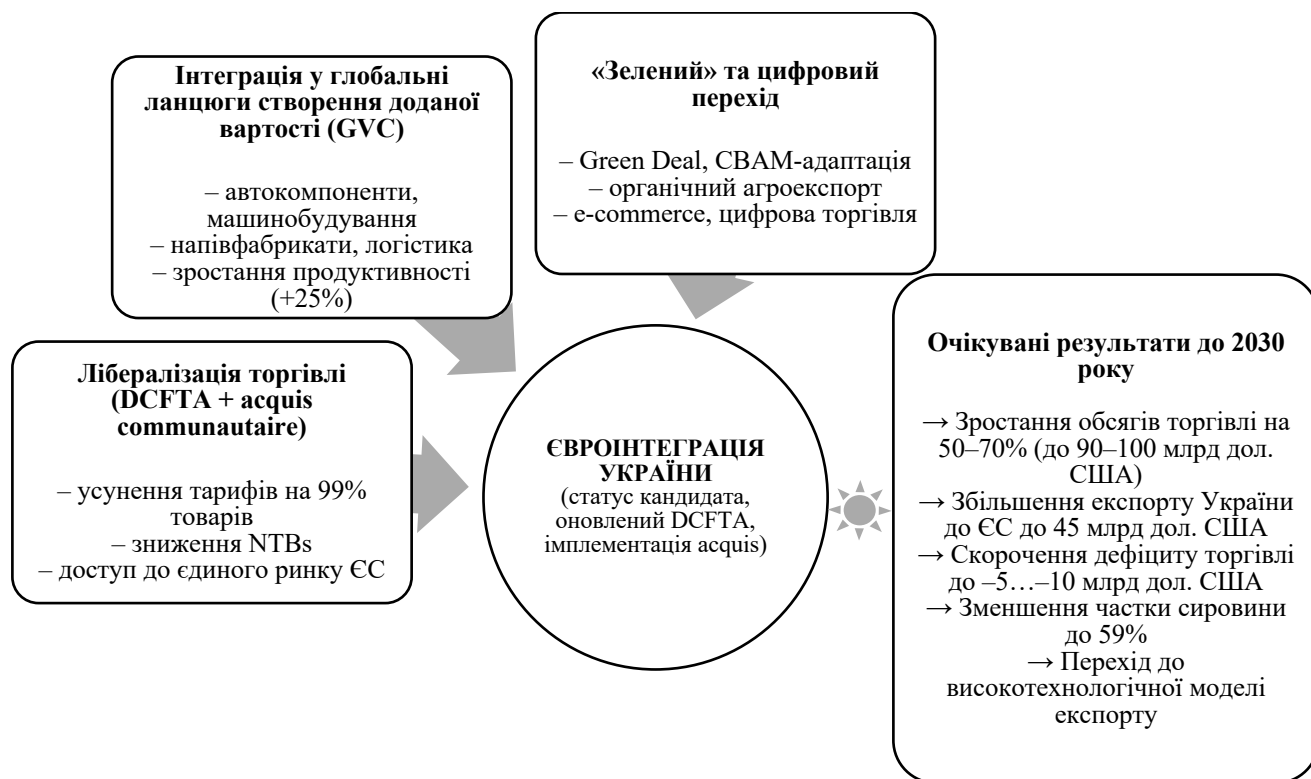 Інтеграція у глобальні
ланцюги створення доданої
вартості (GVC)
– автокомпоненти,
машинобудування
– напівфабрикати, логістика
– зростання продуктивності
(+25%)
«Зелений» та цифровий
перехід
– Green Deal, CBAM-адаптація
– органічний агроекспорт
– e-commerce, цифрова торгівля
Лібералізація торгівлі
(DCFTA + acquis
communautaire)
– усунення тарифів на 99%
товарів
– зниження NTBs
– доступ до єдиного ринку ЄС
ЄВРОІНТЕГРАЦІЯ
УКРАЇНИ
(статус кандидата,
оновлений DCFTA,
імплементація acquis)
Очікувані результати до 2030
року
→ Зростання обсягів торгівлі на
50–70% (до 90–100 млрд дол.
США)
→ Збільшення експорту України
до ЄС до 45 млрд дол. США
→ Скорочення дефіциту торгівлі
до –5…–10 млрд дол. США
→ Зменшення частки сировини
до 59%
→ Перехід до
високотехнологічної моделі
експорту